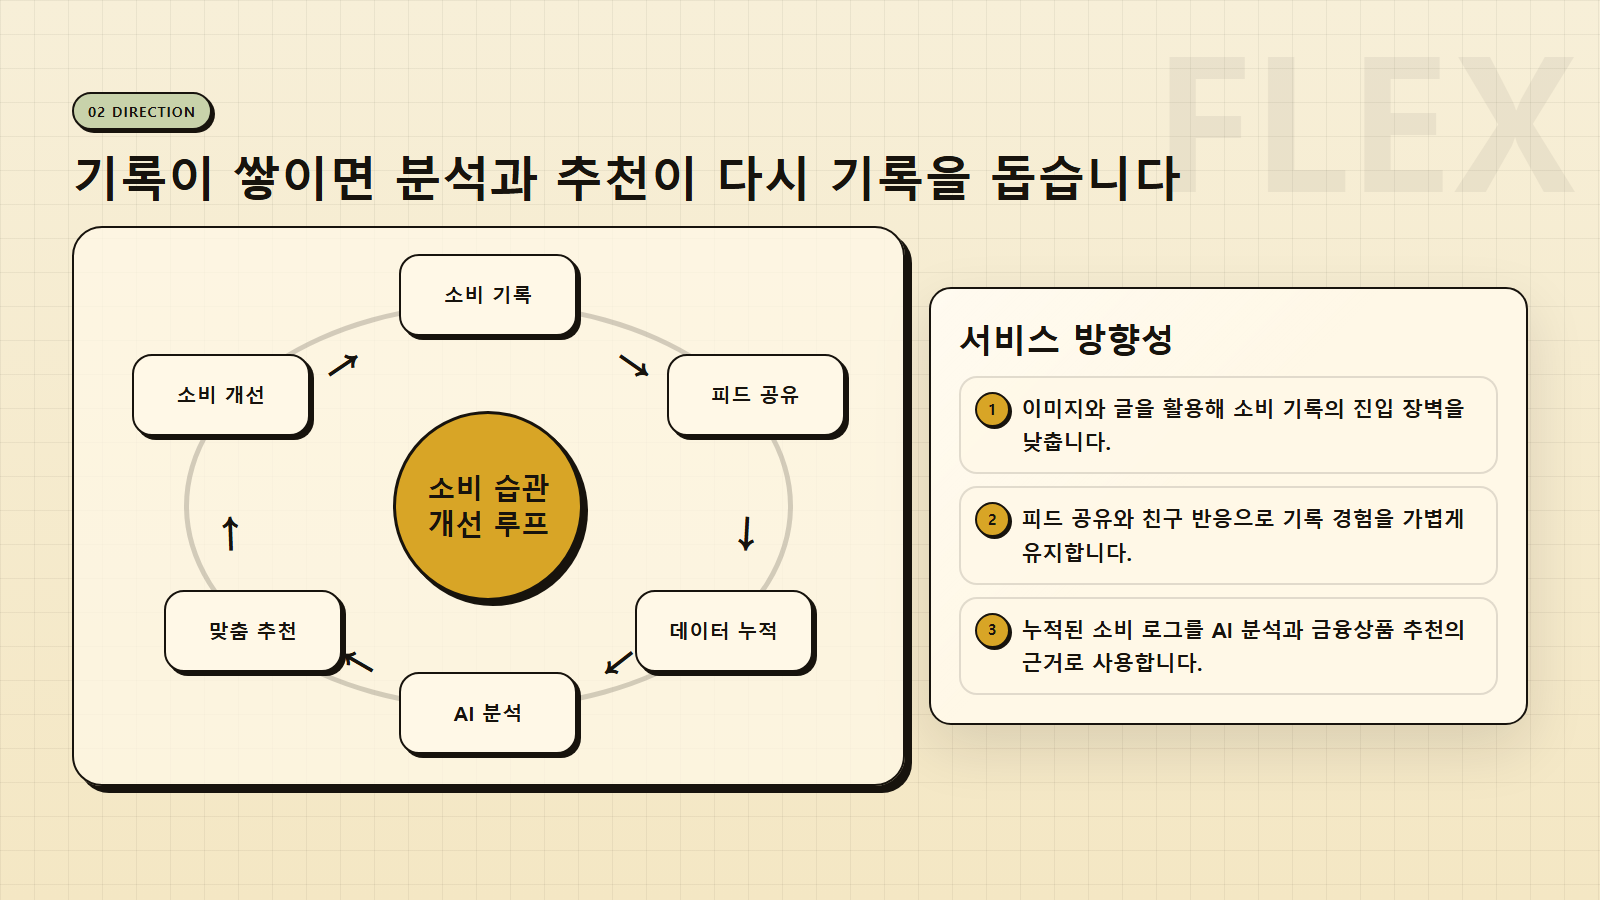 FLEX
02 DIRECTION
기록이 쌓이면 분석과 추천이 다시 기록을 돕습니다
소비 기록
피드 공유
데이터 누적
AI 분석
맞춤 추천
소비 개선
소비 습관
개선 루프
서비스 방향성
1 이미지와 글을 활용해 소비 기록의 진입 장벽을
낮춥니다.
2 피드 공유와 친구 반응으로 기록 경험을 가볍게
유지합니다.
3 누적된 소비 로그를 AI 분석과 금융상품 추천의
근거로 사용합니다.